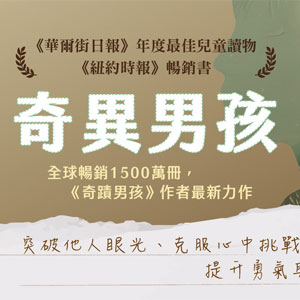 《華爾街日報》年度最佳兒童讀物
《紐約時報》暢銷書
奇異男孩
全球暢銷1500萬冊，
《奇蹟男孩》作者最新力作
突破他人眼光、克服心中挑戰
提升勇氣